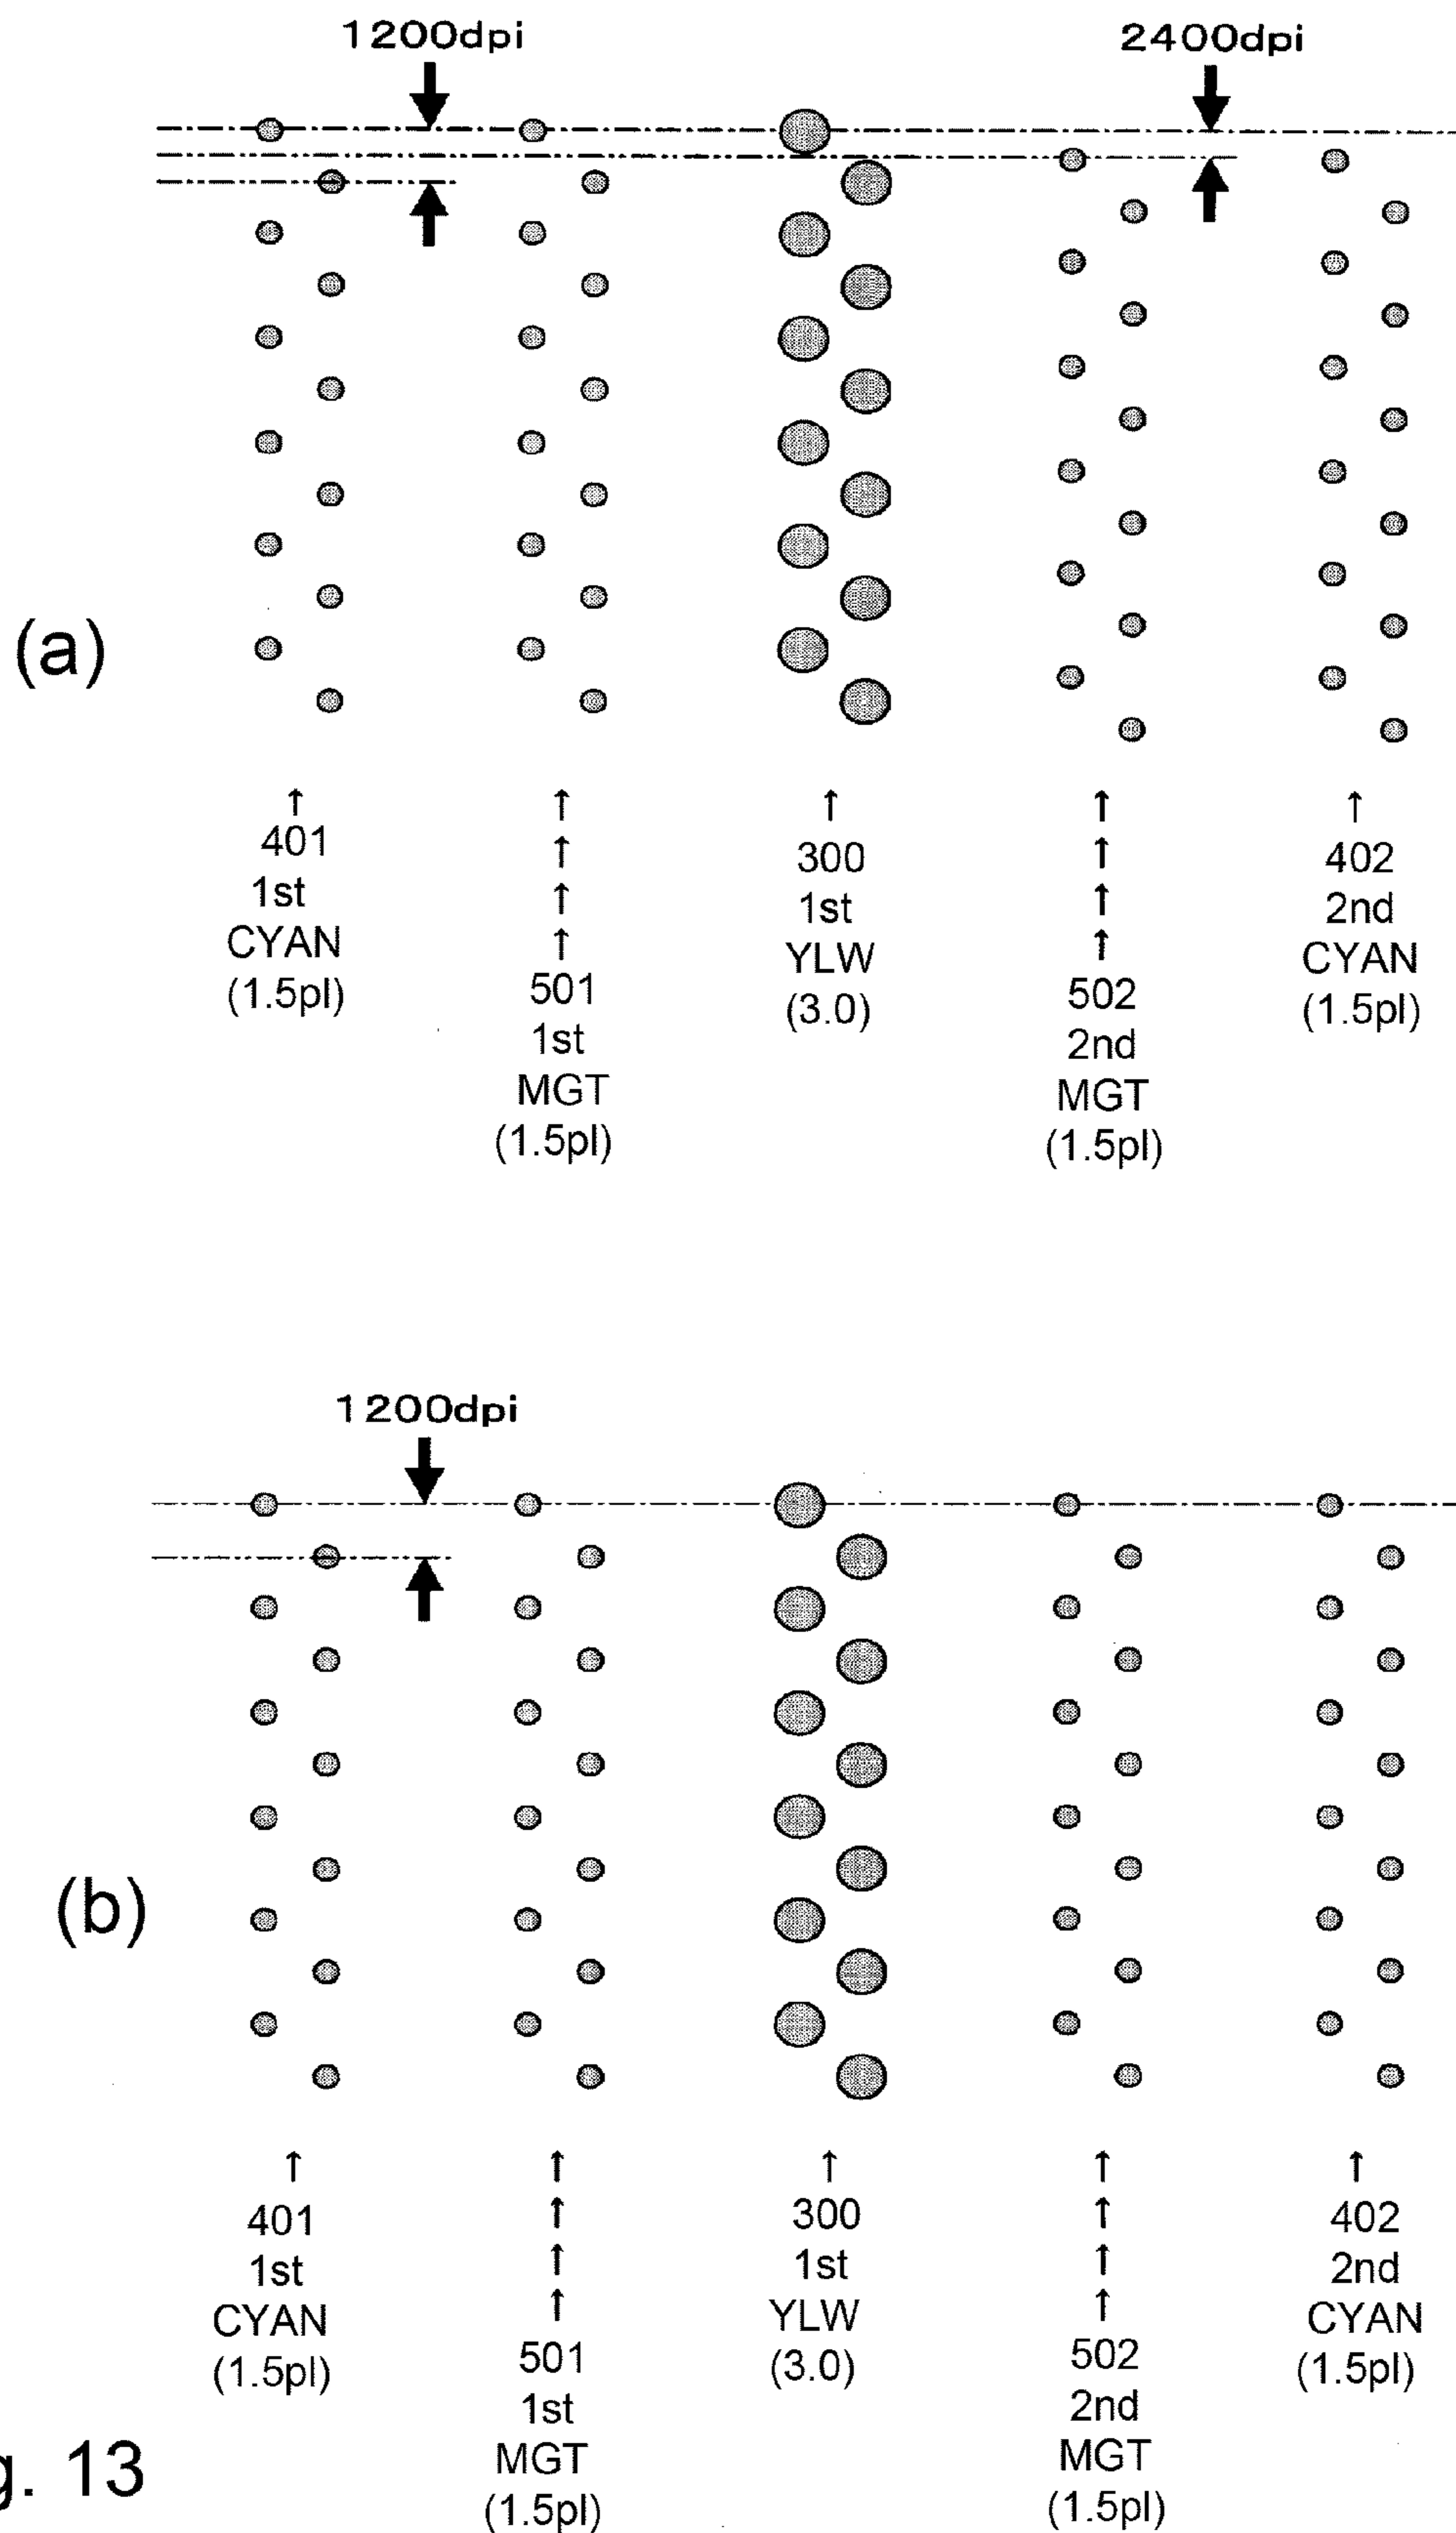 1200dpi
2400dpi
(a)
↑
401
1st
CYAN
(1.5pl)
↑
↑
↑
↑
501
1st
MGT
(1.5pl)
↑
300
1st
YLW
(3.0)
↑
↑
↑
↑
502
2nd
MGT
(1.5pl)
↑
402
2nd
CYAN
(1.5pl)
1200dpi
(b)
↑
401
1st
CYAN
(1.5pl)
↑
↑
↑
↑
501
1st
MGT
(1.5pl)
↑
300
1st
YLW
(3.0)
↑
↑
↑
↑
502
2nd
MGT
(1.5pl)
↑
402
2nd
CYAN
(1.5pl)
g. 13